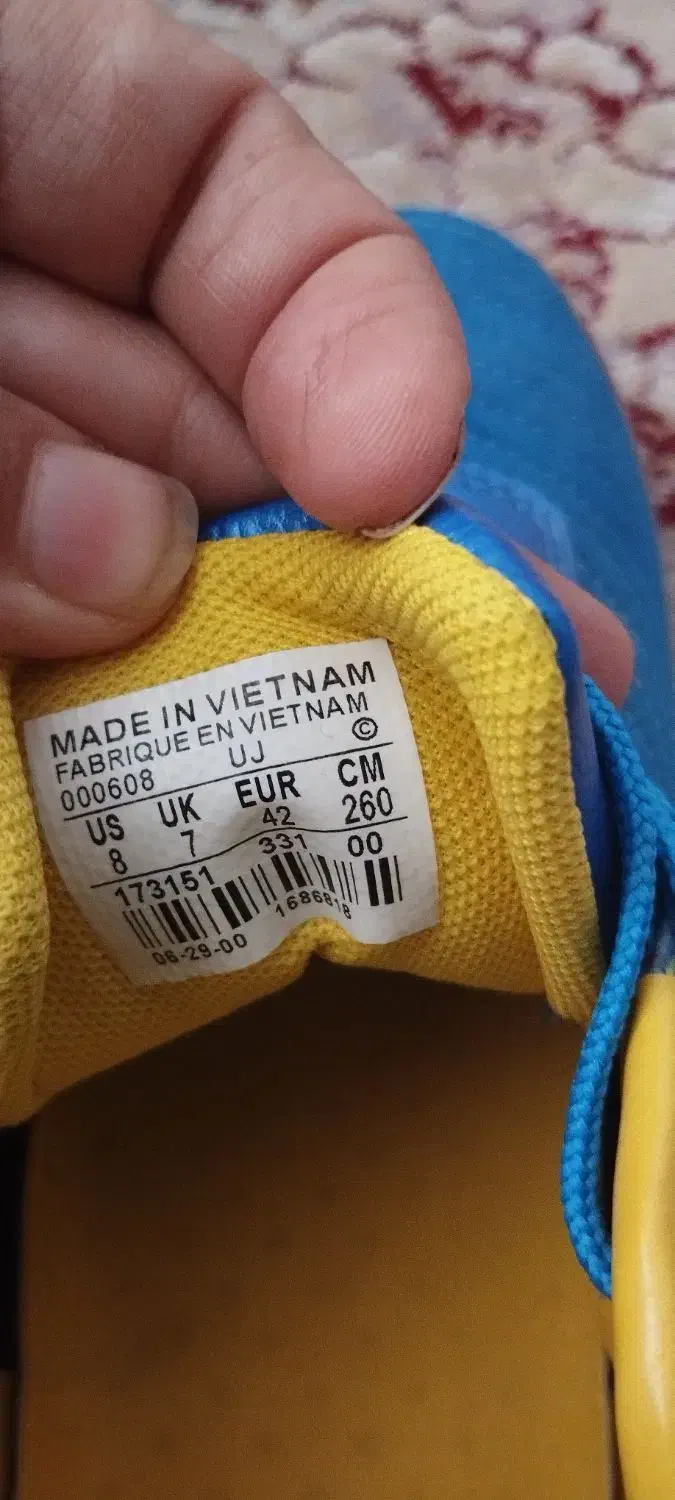 MADE IN VIETNAM
FABRIQUE EN VIETNAM
000608 UJ ©
US UK EUR CM
8 7 42 260
173151 331 00
1686818
06-29-00